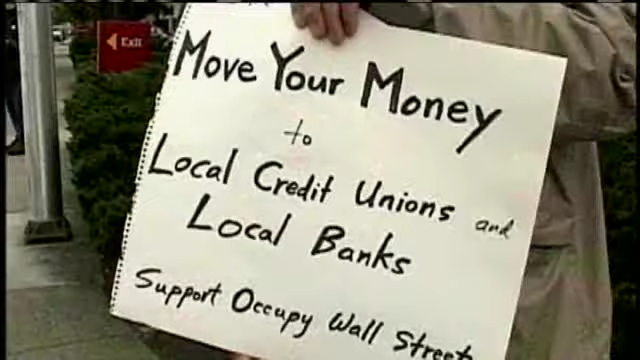 Exit
Move Your Money
to
Local Credit Unions and
Local Banks
Support Occupy Wall Street